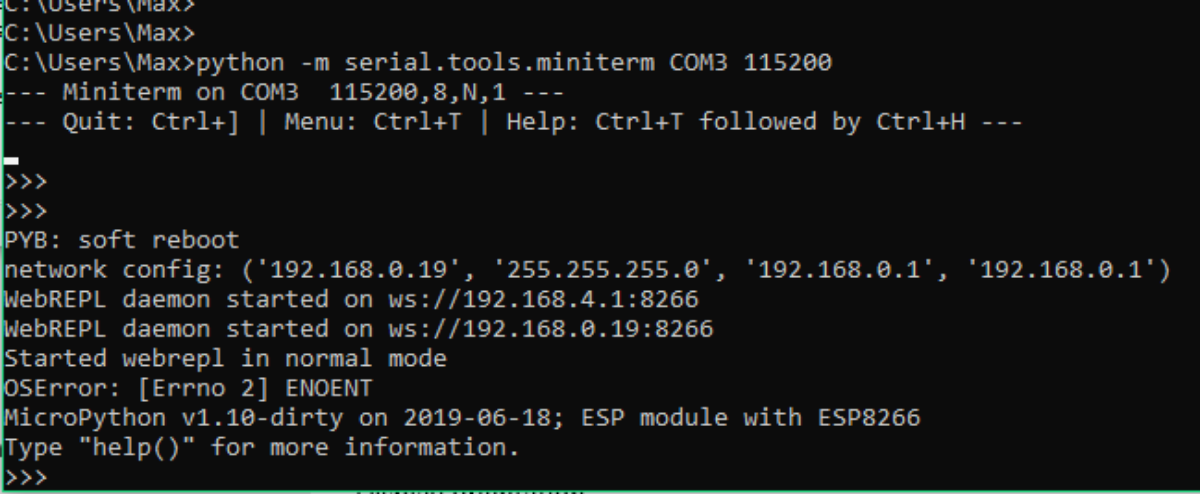 C:\Users\Max>
C:\Users\Max>
C:\Users\Max>python -m serial.tools.miniterm COM3 115200
--- Miniterm on COM3  115200,8,N,1 ---
--- Quit: Ctrl+] | Menu: Ctrl+T | Help: Ctrl+T followed by Ctrl+H ---
>>>
>>>
PYB: soft reboot
network config: ('192.168.0.19', '255.255.255.0', '192.168.0.1', '192.168.0.1')
WebREPL daemon started on ws://192.168.4.1:8266
WebREPL daemon started on ws://192.168.0.19:8266
Started webrepl in normal mode
OSError: [Errno 2] ENOENT
MicroPython v1.10-dirty on 2019-06-18; ESP module with ESP8266
Type "help()" for more information.
>>>